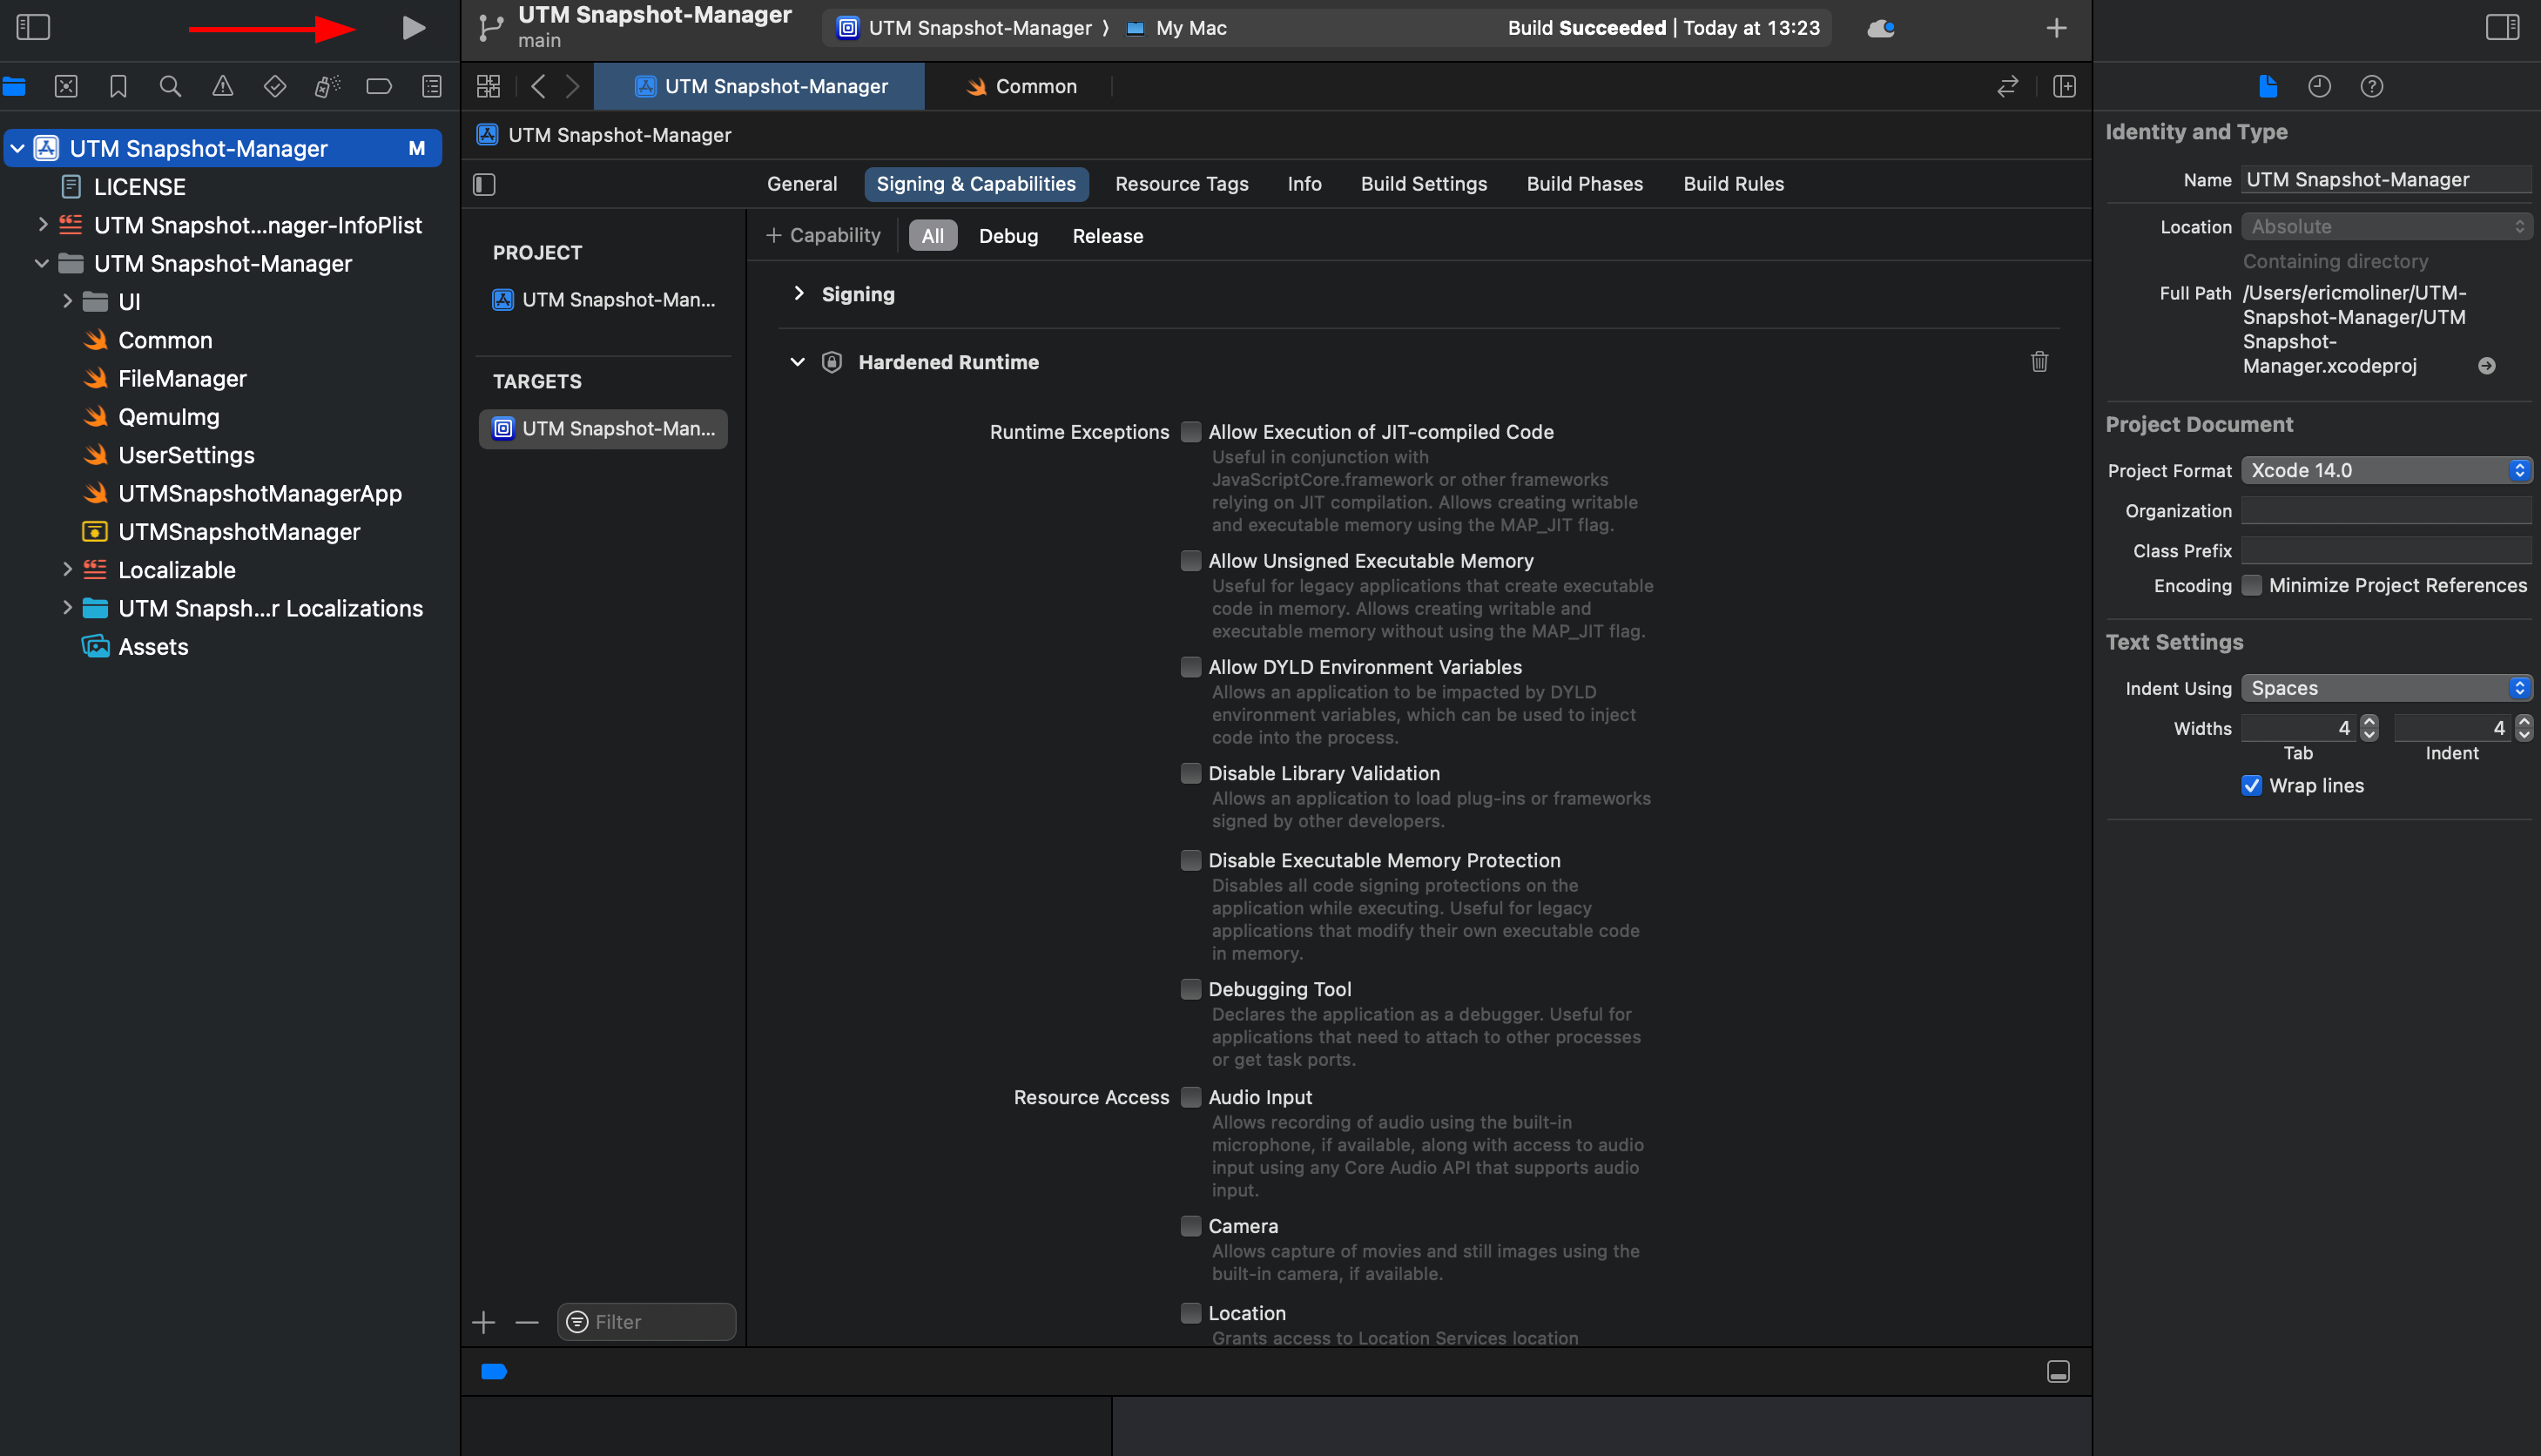 UTM Snapshot-Manager
main
UTM Snapshot-Manager
My Mac
Build Succeeded | Today at 13:23
UTM Snapshot-Manager
Common
UTM Snapshot-Manager M
LICENSE
UTM Snapshot...nager-InfoPlist
UTM Snapshot-Manager
UI
Common
FileManager
QemuImg
UserSettings
UTMSnapshotManagerApp
UTMSnapshotManager
Localizable
UTM Snapsh...r Localizations
Assets
UTM Snapshot-Manager
General
Signing & Capabilities
Resource Tags
Info
Build Settings
Build Phases
Build Rules
PROJECT
UTM Snapshot-Man...
TARGETS
UTM Snapshot-Man...
Filter
+ Capability
All
Debug
Release
Signing
Hardened Runtime
Runtime Exceptions
Allow Execution of JIT-compiled Code
Useful in conjunction with
JavaScriptCore.framework or other frameworks
relying on JIT compilation. Allows creating writable
and executable memory using the MAP_JIT flag.
Allow Unsigned Executable Memory
Useful for legacy applications that create executable
code in memory. Allows creating writable and
executable memory without using the MAP_JIT flag.
Allow DYLD Environment Variables
Allows an application to be impacted by DYLD
environment variables, which can be used to inject
code into the process.
Disable Library Validation
Allows an application to load plug-ins or frameworks
signed by other developers.
Disable Executable Memory Protection
Disables all code signing protections on the
application while executing. Useful for legacy
applications that modify their own executable code
in memory.
Debugging Tool
Declares the application as a debugger. Useful for
applications that need to attach to other processes
or get task ports.
Resource Access
Audio Input
Allows recording of audio using the built-in
microphone, if available, along with access to audio
input using any Core Audio API that supports audio
input.
Camera
Allows capture of movies and still images using the
built-in camera, if available.
Location
Grants access to Location Services location
Identity and Type
Name UTM Snapshot-Manager
Location Absolute
Containing directory
Full Path /Users/ericmoliner/UTM-
Snapshot-Manager/UTM
Snapshot-
Manager.xcodeproj
Project Document
Project Format Xcode 14.0
Organization
Class Prefix
Encoding Minimize Project References
Text Settings
Indent Using Spaces
Widths 4 4
Tab Indent
Wrap lines